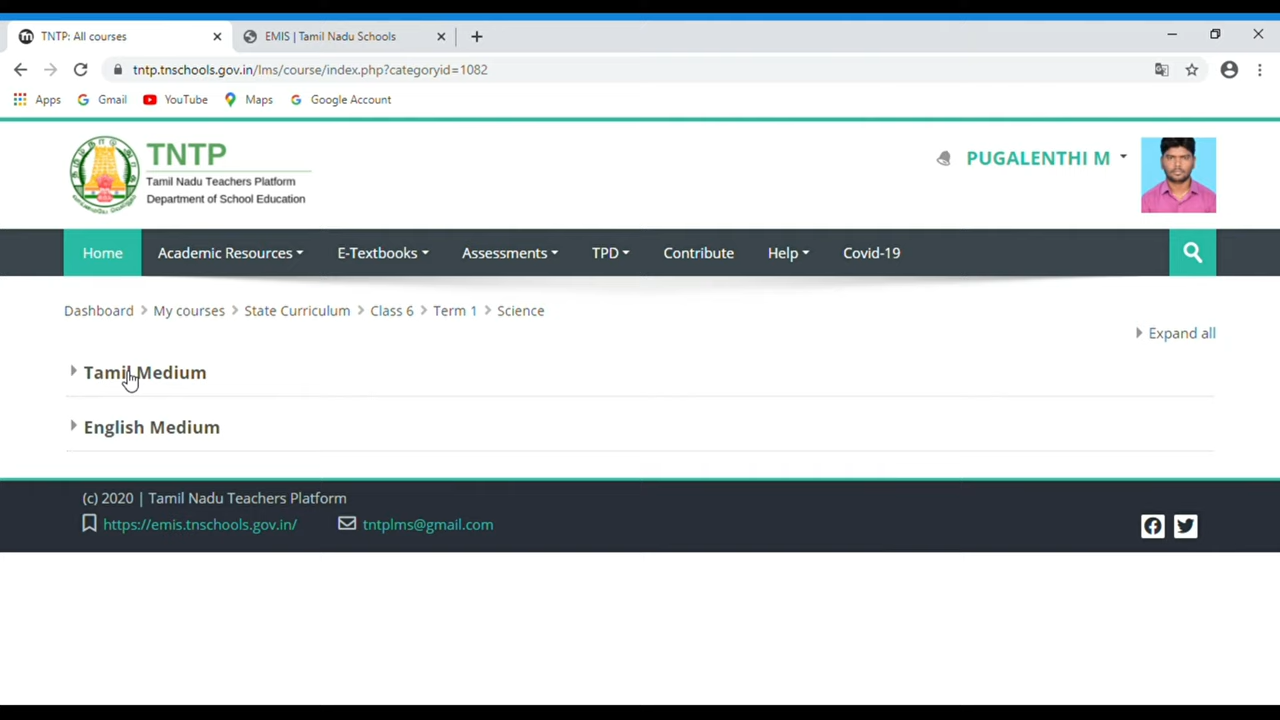 TNTP: All courses
EMIS | Tamil Nadu Schools
tntp.tnschools.gov.in/lms/course/index.php?categoryid=1082
Apps Gmail YouTube Maps Google Account
TNTP
Tamil Nadu Teachers Platform
Department of School Education
PUGALENTHI M
Home Academic Resources E-Textbooks Assessments TPD Contribute Help Covid-19
Dashboard My courses State Curriculum Class 6 Term 1 Science
Expand all
Tamil Medium
English Medium
(c) 2020 | Tamil Nadu Teachers Platform
https://emis.tnschools.gov.in/ tntplms@gmail.com